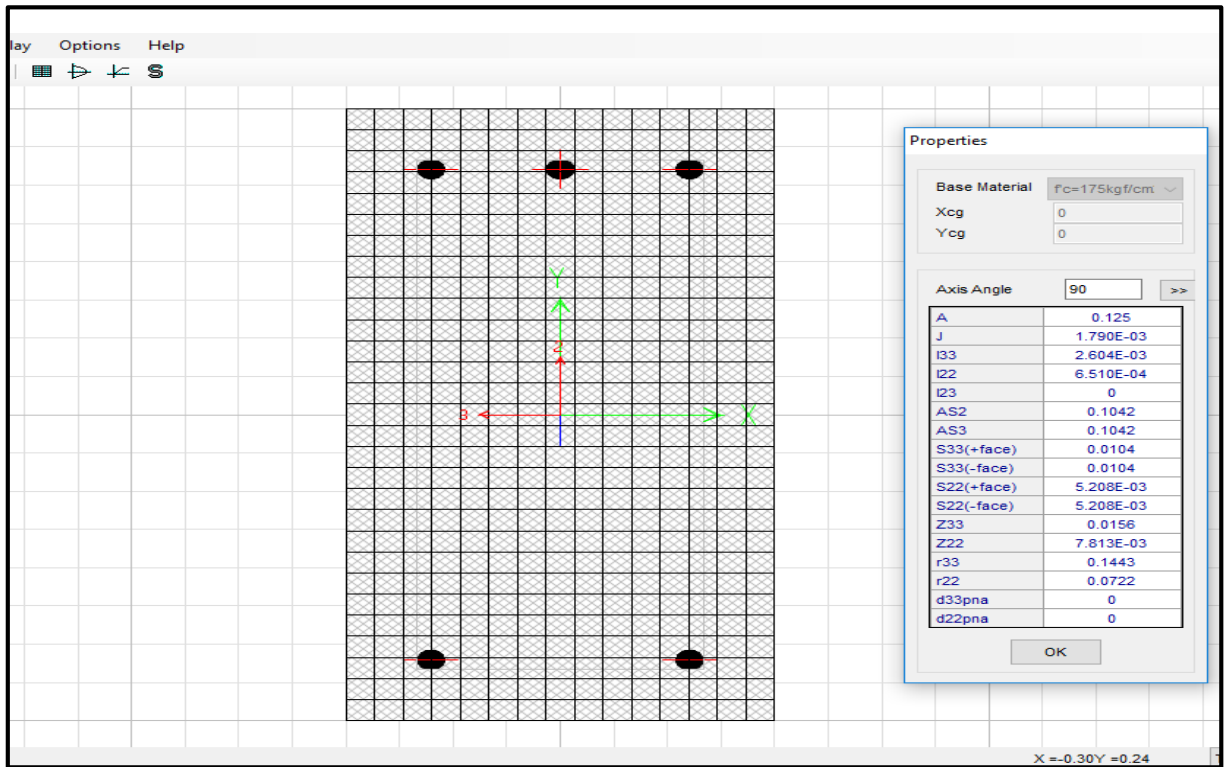 lay Options Help
S
Properties
Base Material f'c=175kgf/cm
Xcg 0
Ycg 0
Axis Angle 90 >>
A 0.125
J 1.790E-03
I33 2.604E-03
I22 6.510E-04
I23 0
AS2 0.1042
AS3 0.1042
S33(+face) 0.0104
S33(-face) 0.0104
S22(+face) 5.208E-03
S22(-face) 5.208E-03
Z33 0.0156
Z22 7.813E-03
r33 0.1443
r22 0.0722
d33pna 0
d22pna 0
OK
Y
2
3
X
X =-0.30Y =0.24